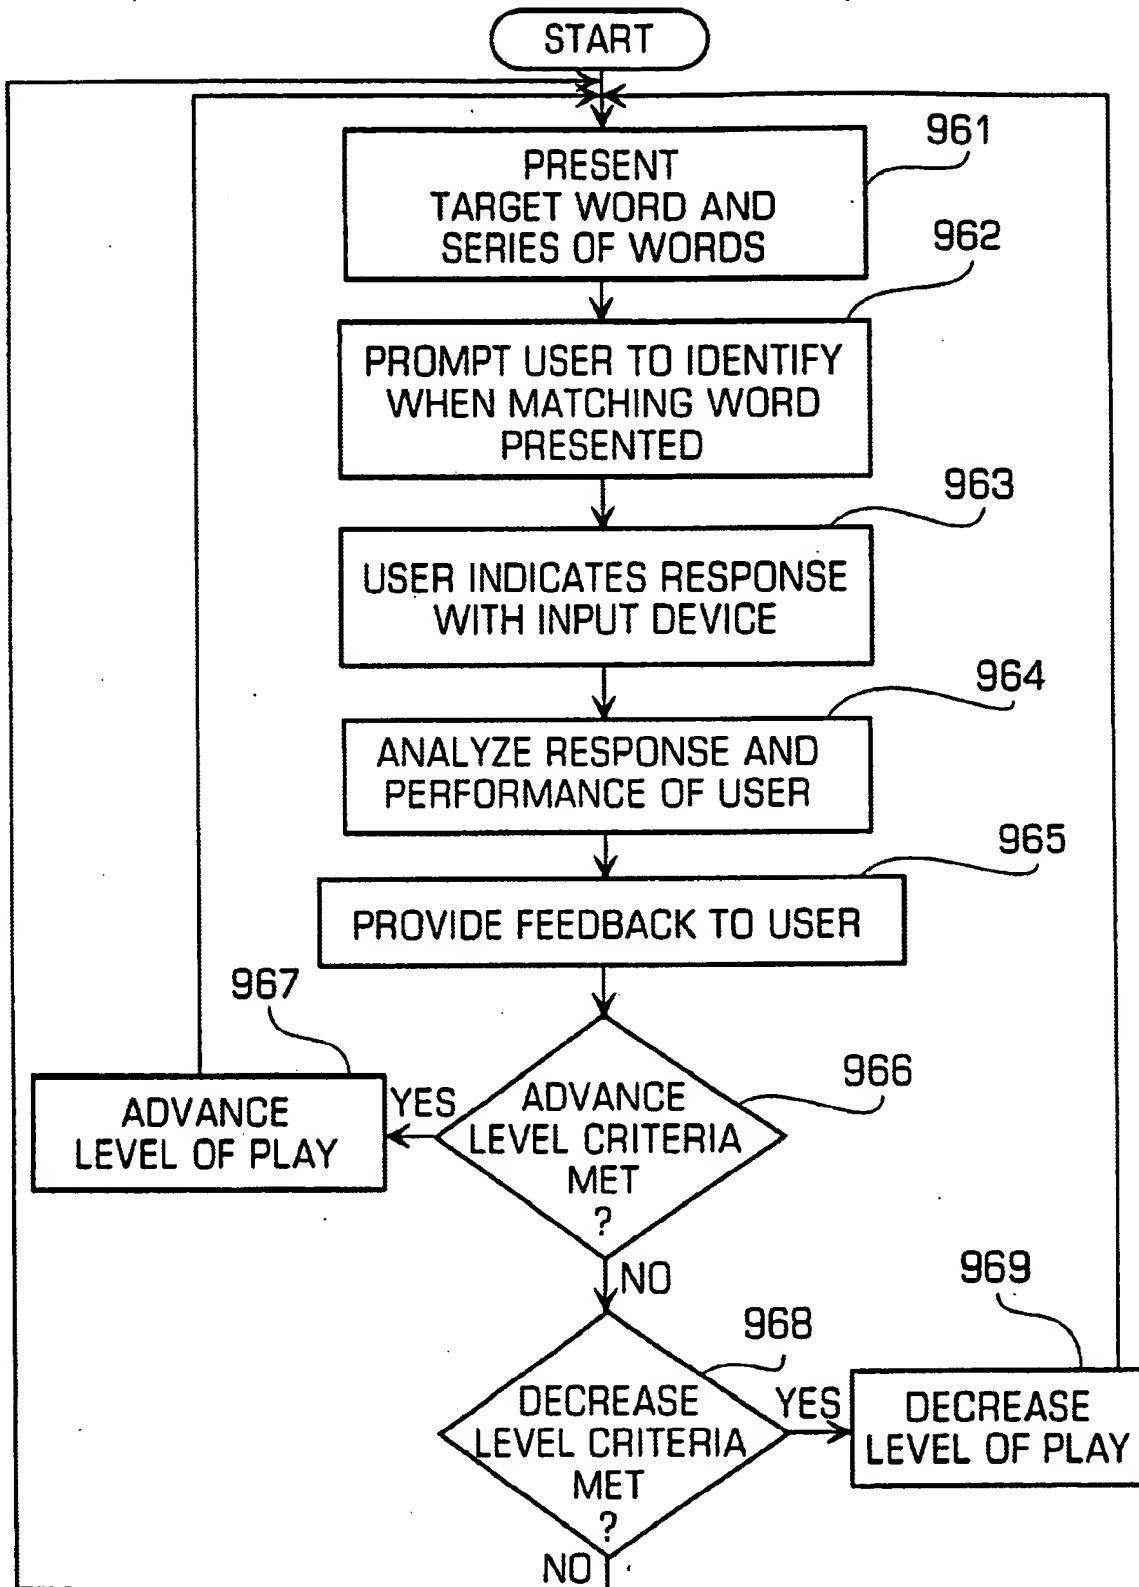 START
961
PRESENT
TARGET WORD AND
SERIES OF WORDS
962
PROMPT USER TO IDENTIFY
WHEN MATCHING WORD
PRESENTED
963
USER INDICATES RESPONSE
WITH INPUT DEVICE
964
ANALYZE RESPONSE AND
PERFORMANCE OF USER
965
PROVIDE FEEDBACK TO USER
967
ADVANCE
LEVEL OF PLAY
YES
966
ADVANCE
LEVEL CRITERIA
MET
?
NO
969
968
DECREASE
LEVEL CRITERIA
MET
?
YES
DECREASE
LEVEL OF PLAY
NO